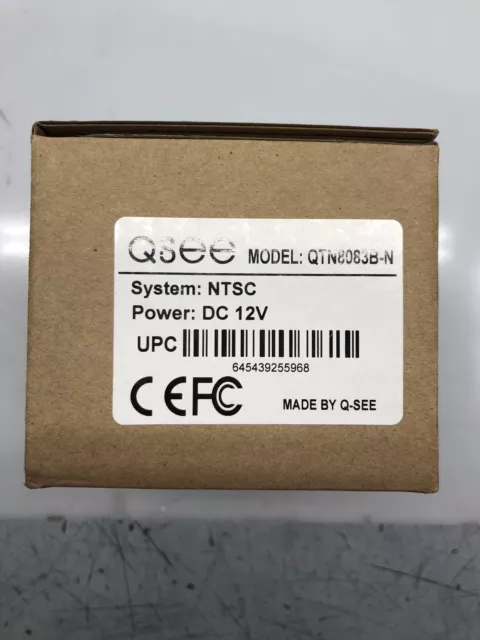 Qsee MODEL: QTN8083B-N
System: NTSC
Power: DC 12V
UPC
645439255968
CE FC MADE BY Q-SEE